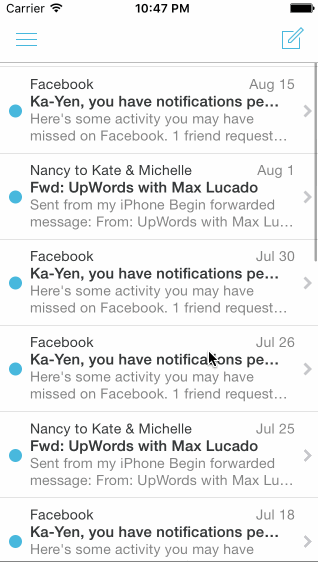 Carrier 10:47 PM
Facebook Aug 15
Ka-Yen, you have notifications pe...
Here's some activity you may have
missed on Facebook. 1 friend request...
Nancy to Kate & Michelle Aug 1
Fwd: UpWords with Max Lucado
Sent from my iPhone Begin forwarded
message: From: UpWords with Max Lu...
Facebook Jul 30
Ka-Yen, you have notifications pe...
Here's some activity you may have
missed on Facebook. 1 friend request...
Facebook Jul 26
Ka-Yen, you have notifications pe...
Here's some activity you may have
missed on Facebook. 1 friend request...
Nancy to Kate & Michelle Jul 25
Fwd: UpWords with Max Lucado
Sent from my iPhone Begin forwarded
message: From: UpWords with Max Lu...
Facebook Jul 18
Ka-Yen, you have notifications pe...
Here's some activity you may have